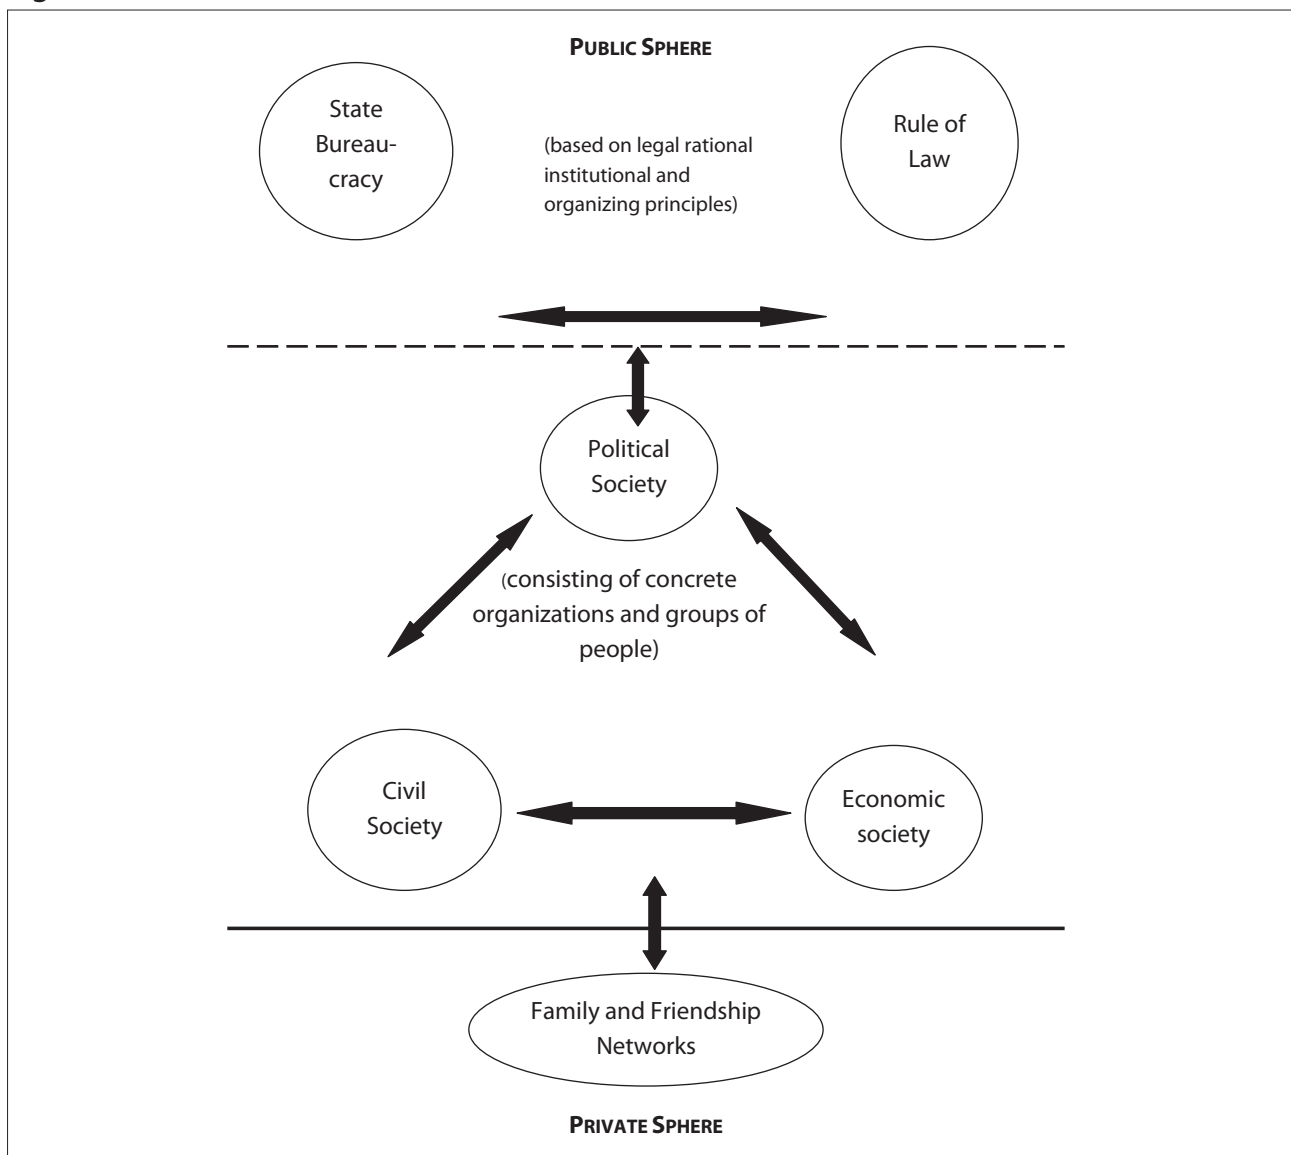 PUBLIC SPHERE
State
Bureau-
cracy
(based on legal rational
institutional and
organizing principles)
Rule of
Law
Political
Society
(consisting of concrete
organizations and groups of
people)
Civil
Society
Economic
society
Family and Friendship
Networks
PRIVATE SPHERE